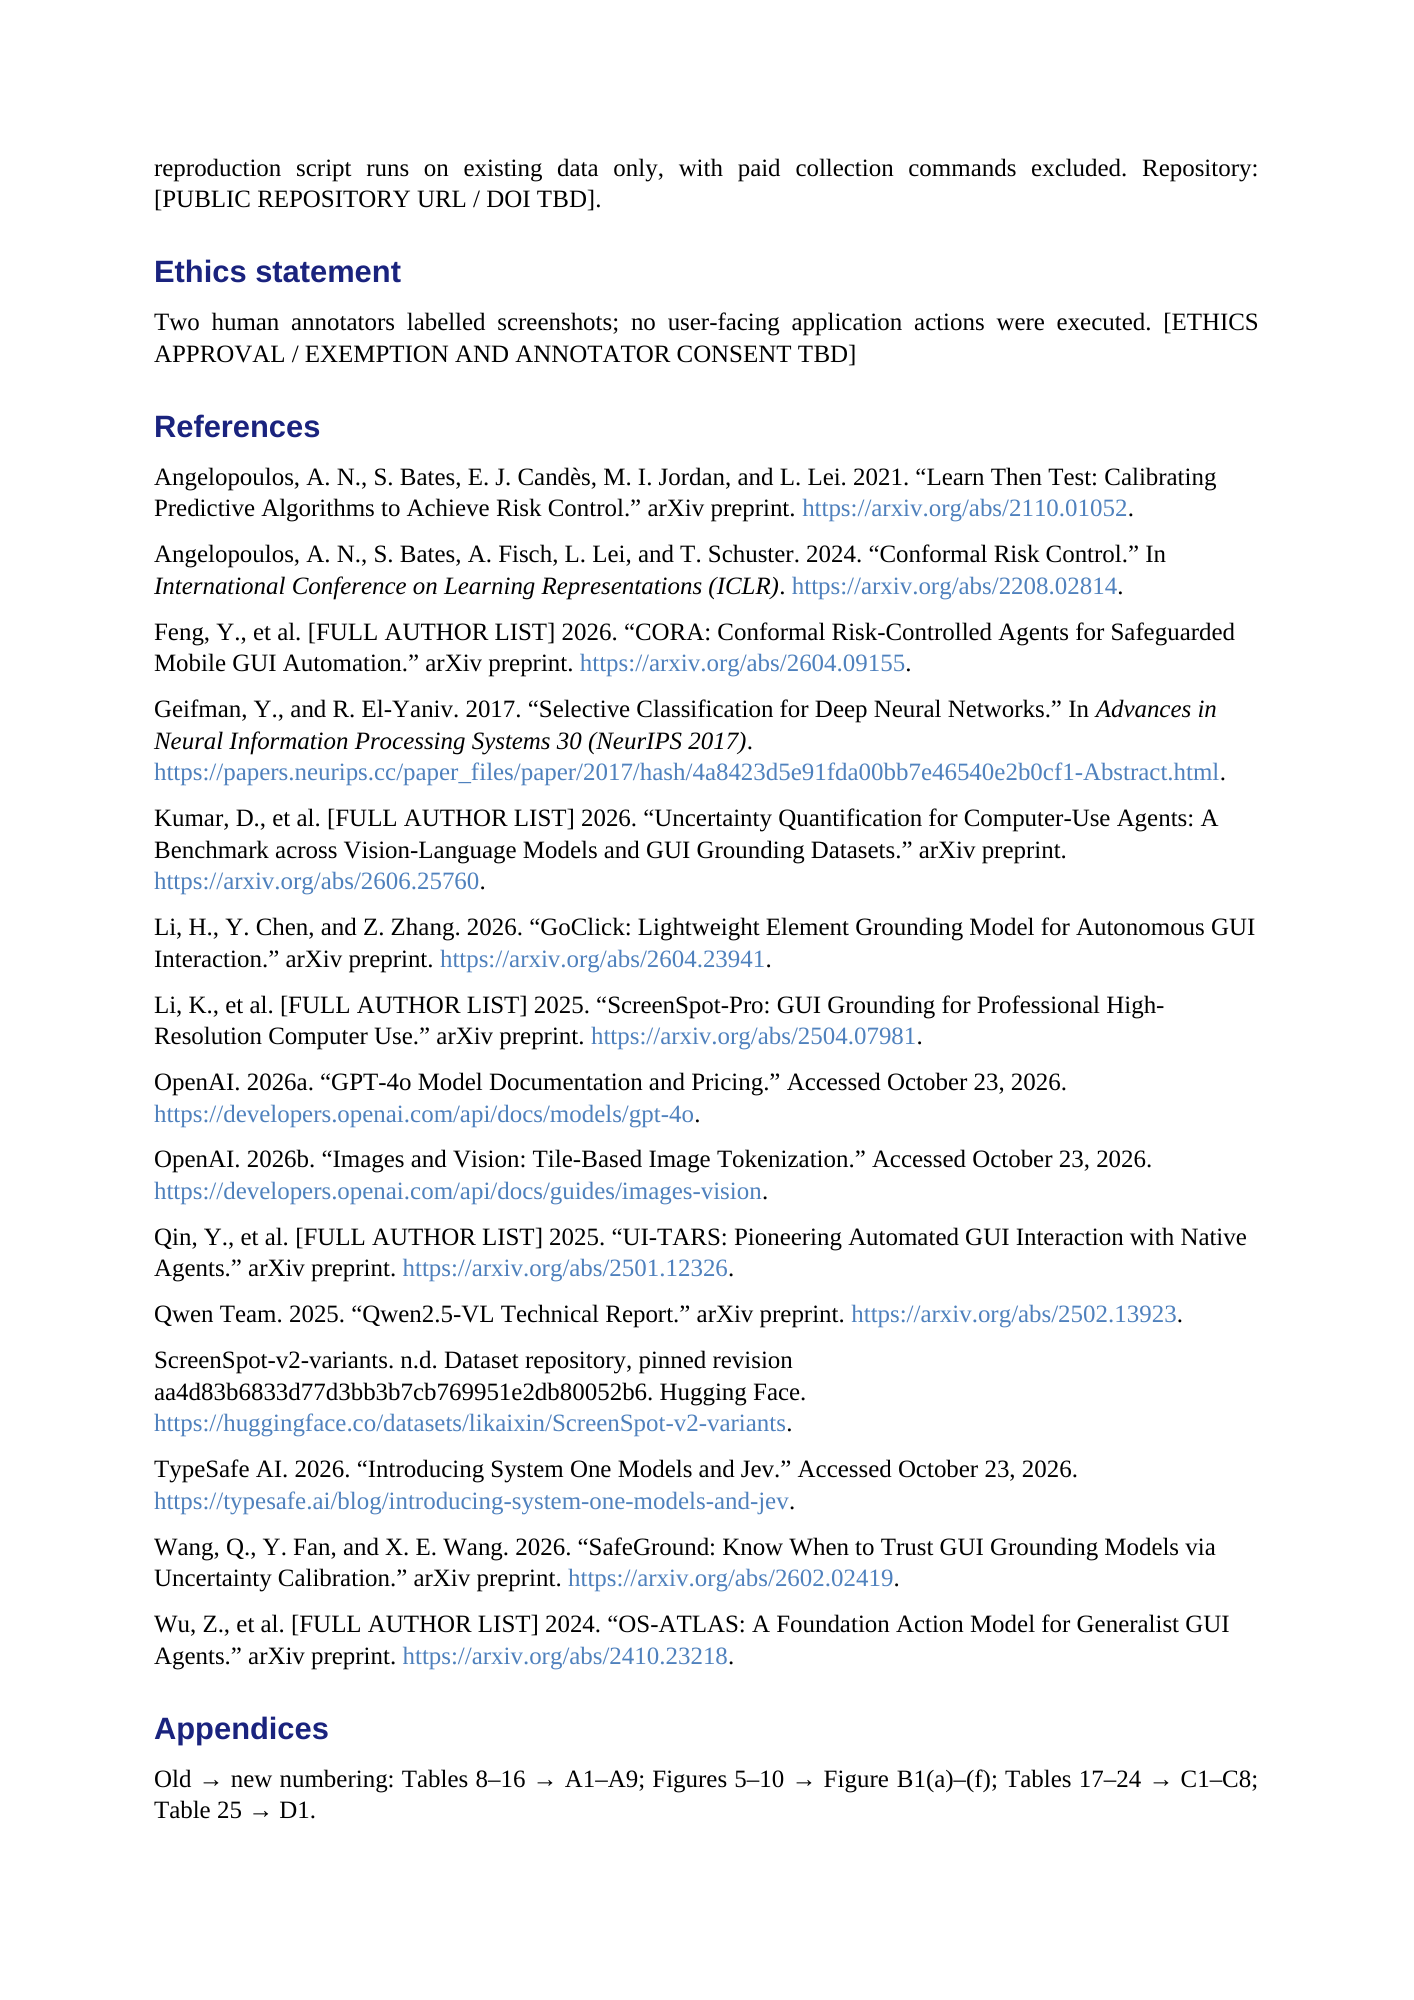 reproduction script runs on existing data only, with paid collection commands excluded. Repository:
[PUBLIC REPOSITORY URL / DOI TBD].
Ethics statement
Two human annotators labelled screenshots; no user-facing application actions were executed. [ETHICS
APPROVAL / EXEMPTION AND ANNOTATOR CONSENT TBD]
References
Angelopoulos, A. N., S. Bates, E. J. Candès, M. I. Jordan, and L. Lei. 2021. “Learn Then Test: Calibrating
Predictive Algorithms to Achieve Risk Control.” arXiv preprint. https://arxiv.org/abs/2110.01052.
Angelopoulos, A. N., S. Bates, A. Fisch, L. Lei, and T. Schuster. 2024. “Conformal Risk Control.” In
International Conference on Learning Representations (ICLR). https://arxiv.org/abs/2208.02814.
Feng, Y., et al. [FULL AUTHOR LIST] 2026. “CORA: Conformal Risk-Controlled Agents for Safeguarded
Mobile GUI Automation.” arXiv preprint. https://arxiv.org/abs/2604.09155.
Geifman, Y., and R. El-Yaniv. 2017. “Selective Classification for Deep Neural Networks.” In Advances in
Neural Information Processing Systems 30 (NeurIPS 2017).
https://papers.neurips.cc/paper_files/paper/2017/hash/4a8423d5e91fda00bb7e46540e2b0cf1-Abstract.html.
Kumar, D., et al. [FULL AUTHOR LIST] 2026. “Uncertainty Quantification for Computer-Use Agents: A
Benchmark across Vision-Language Models and GUI Grounding Datasets.” arXiv preprint.
https://arxiv.org/abs/2606.25760.
Li, H., Y. Chen, and Z. Zhang. 2026. “GoClick: Lightweight Element Grounding Model for Autonomous GUI
Interaction.” arXiv preprint. https://arxiv.org/abs/2604.23941.
Li, K., et al. [FULL AUTHOR LIST] 2025. “ScreenSpot-Pro: GUI Grounding for Professional High-
Resolution Computer Use.” arXiv preprint. https://arxiv.org/abs/2504.07981.
OpenAI. 2026a. “GPT-4o Model Documentation and Pricing.” Accessed October 23, 2026.
https://developers.openai.com/api/docs/models/gpt-4o.
OpenAI. 2026b. “Images and Vision: Tile-Based Image Tokenization.” Accessed October 23, 2026.
https://developers.openai.com/api/docs/guides/images-vision.
Qin, Y., et al. [FULL AUTHOR LIST] 2025. “UI-TARS: Pioneering Automated GUI Interaction with Native
Agents.” arXiv preprint. https://arxiv.org/abs/2501.12326.
Qwen Team. 2025. “Qwen2.5-VL Technical Report.” arXiv preprint. https://arxiv.org/abs/2502.13923.
ScreenSpot-v2-variants. n.d. Dataset repository, pinned revision
aa4d83b6833d77d3bb3b7cb769951e2db80052b6. Hugging Face.
https://huggingface.co/datasets/likaixin/ScreenSpot-v2-variants.
TypeSafe AI. 2026. “Introducing System One Models and Jev.” Accessed October 23, 2026.
https://typesafe.ai/blog/introducing-system-one-models-and-jev.
Wang, Q., Y. Fan, and X. E. Wang. 2026. “SafeGround: Know When to Trust GUI Grounding Models via
Uncertainty Calibration.” arXiv preprint. https://arxiv.org/abs/2602.02419.
Wu, Z., et al. [FULL AUTHOR LIST] 2024. “OS-ATLAS: A Foundation Action Model for Generalist GUI
Agents.” arXiv preprint. https://arxiv.org/abs/2410.23218.
Appendices
Old → new numbering: Tables 8–16 → A1–A9; Figures 5–10 → Figure B1(a)–(f); Tables 17–24 → C1–C8;
Table 25 → D1.